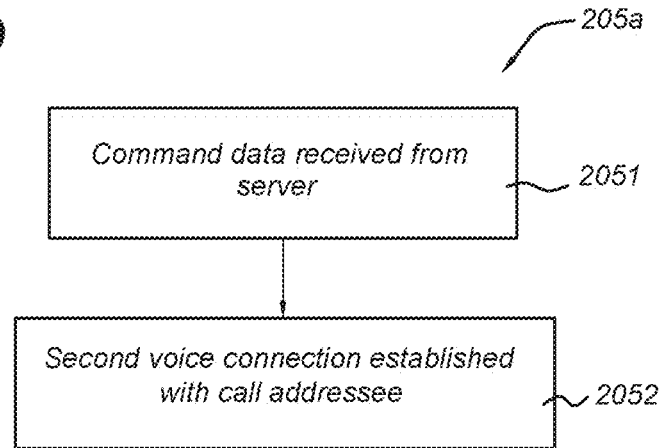 205a
Command data received from
server
2051
Second voice connection established
with call addressee
2052